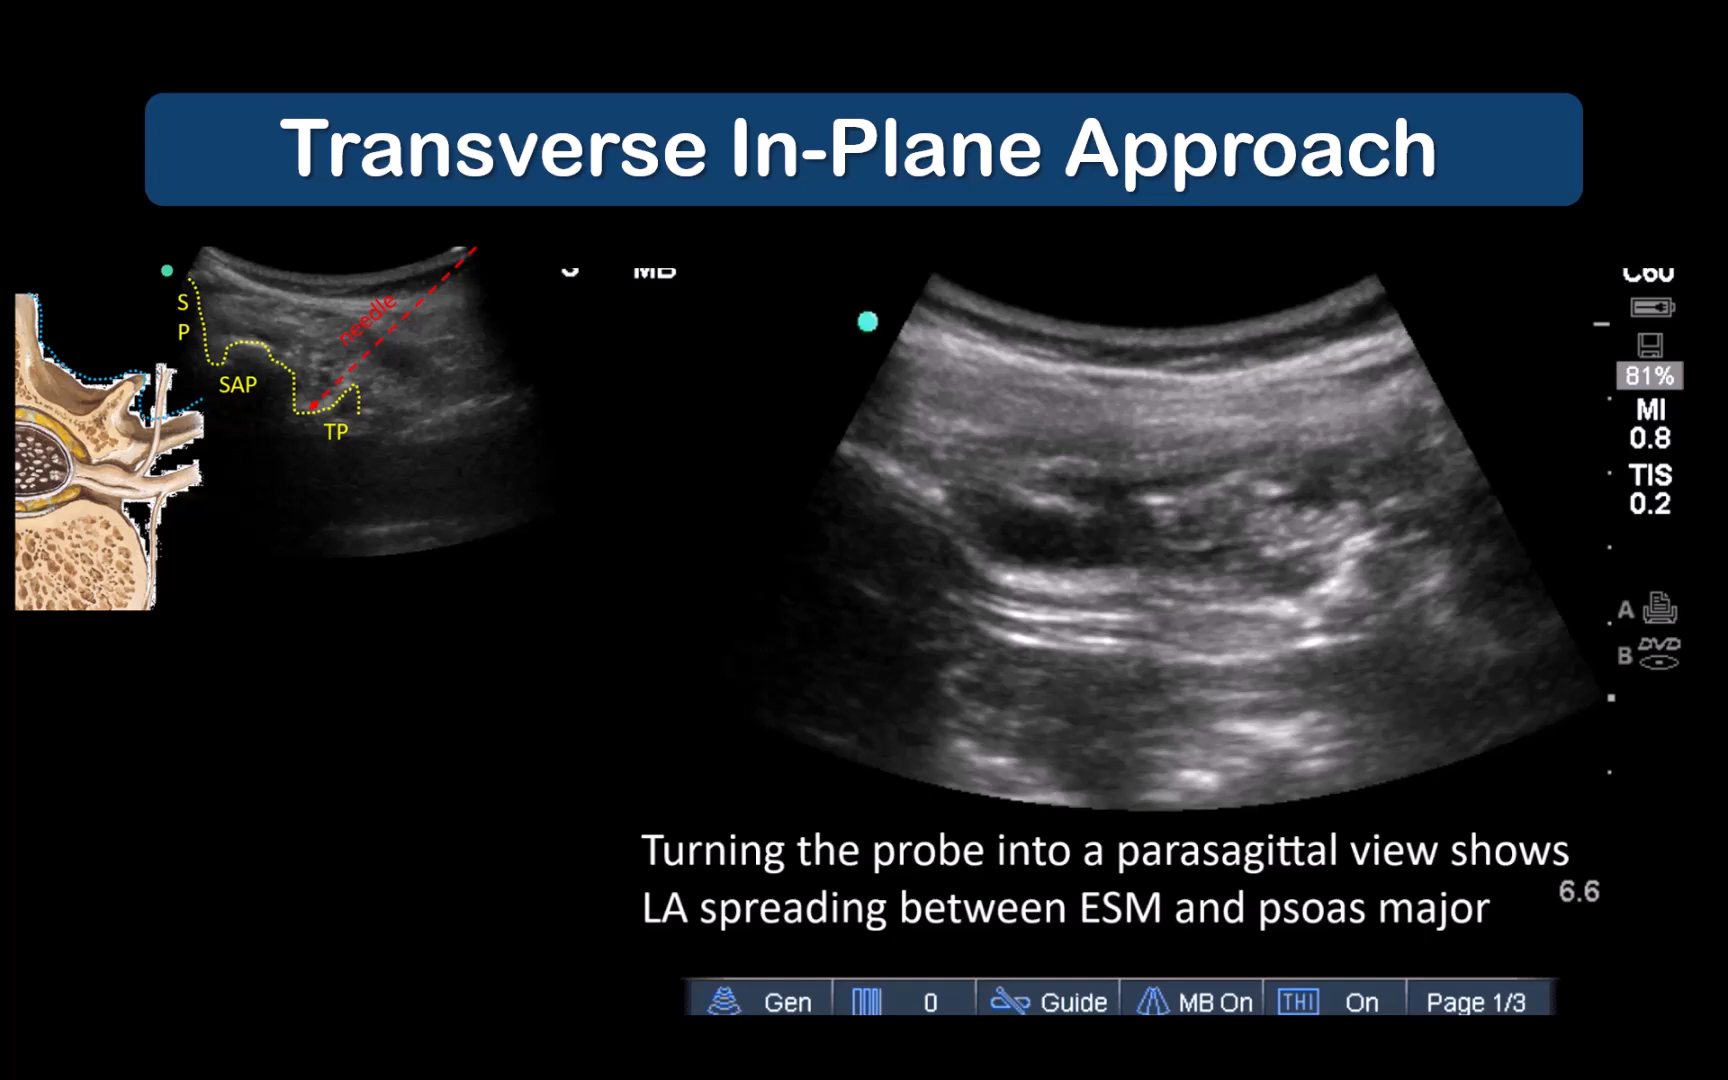 Transverse In-Plane Approach
S
P
SAP
needle
TP
C60
81%
MI
0.8
TIS
0.2
A
B DVD
Turning the probe into a parasagittal view shows
LA spreading between ESM and psoas major
6.6
Gen 0 Guide MB On THI On Page 1/3